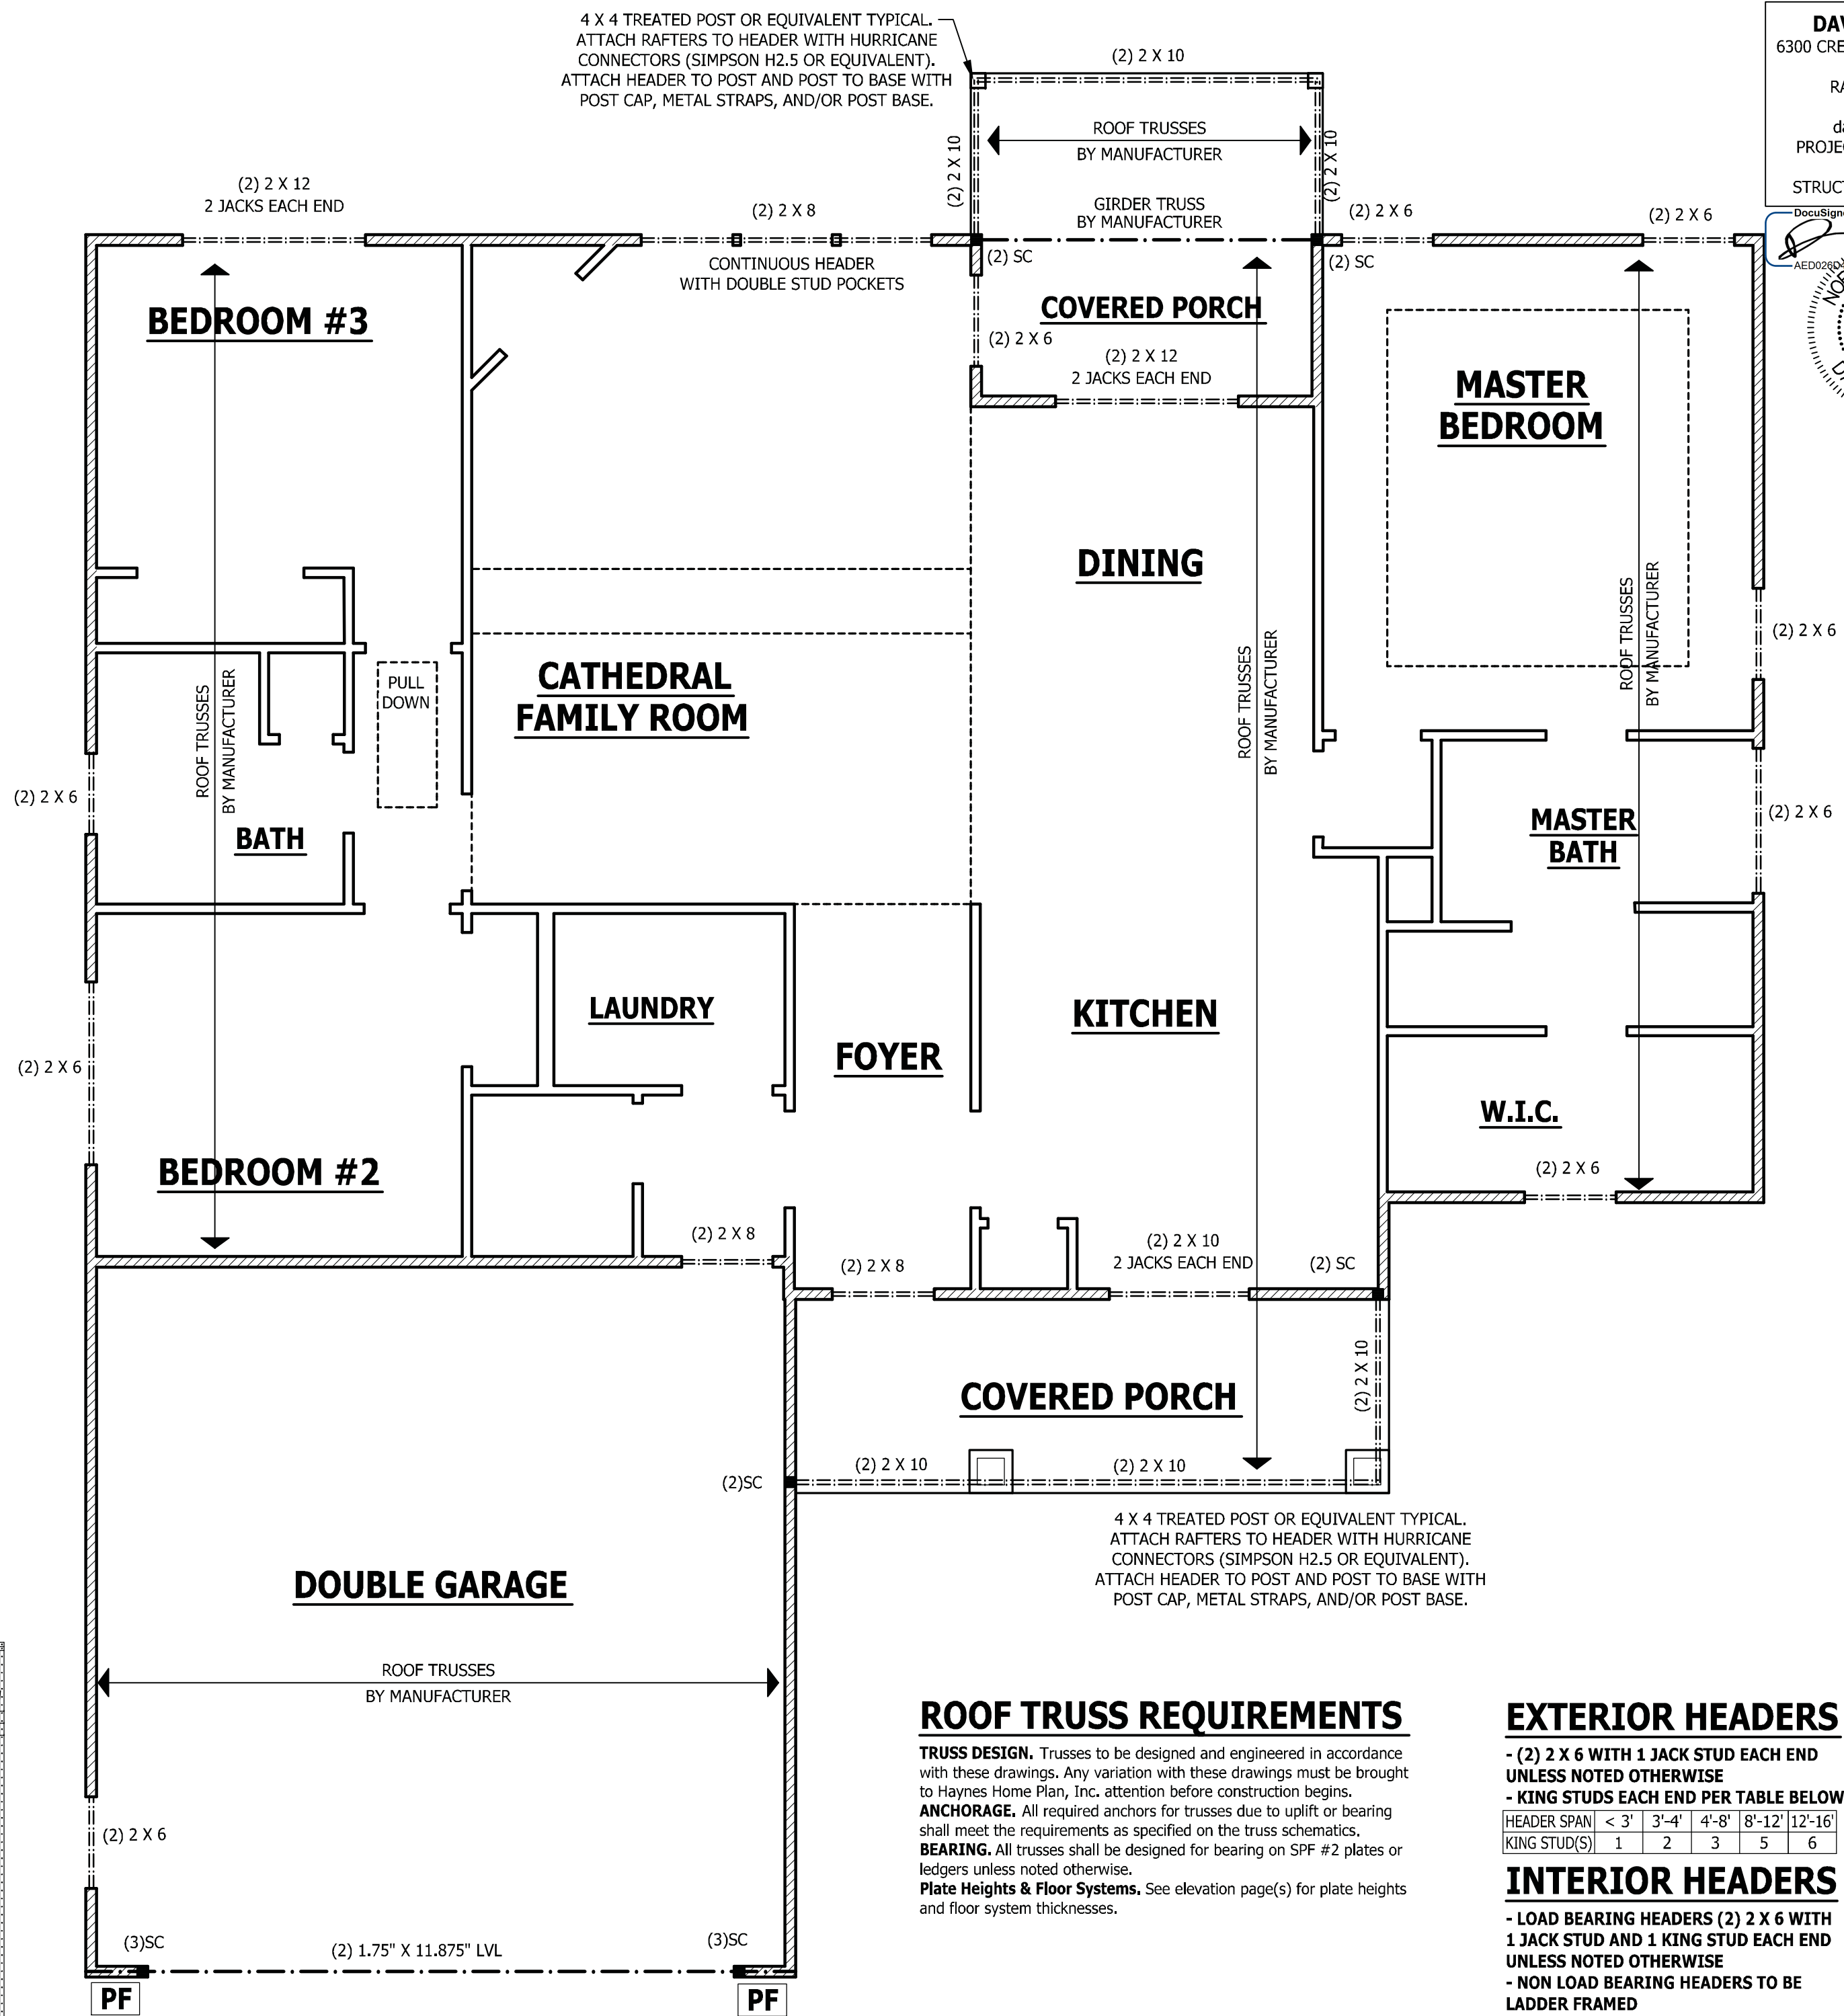 4 X 4 TREATED POST OR EQUIVALENT TYPICAL.
ATTACH RAFTERS TO HEADER WITH HURRICANE
CONNECTORS (SIMPSON H2.5 OR EQUIVALENT).
ATTACH HEADER TO POST AND POST TO BASE WITH
POST CAP, METAL STRAPS, AND/OR POST BASE.
(2) 2 X 10
DAV
6300 CRE
RA
da
PROJEC
STRUCT
DocuSigne
AED026D
(2) 2 X 10
ROOF TRUSSES
BY MANUFACTURER
(2) 2 X 10
GIRDER TRUSS
BY MANUFACTURER
(2) 2 X 12
2 JACKS EACH END
(2) 2 X 8
(2) 2 X 6
(2) 2 X 6
CONTINUOUS HEADER
WITH DOUBLE STUD POCKETS
(2) SC
(2) SC
BEDROOM #3
COVERED PORCH
(2) 2 X 6
(2) 2 X 12
2 JACKS EACH END
MASTER
BEDROOM
DINING
ROOF TRUSSES
BY MANUFACTURER
(2) 2 X 6
CATHEDRAL
FAMILY ROOM
PULL
DOWN
ROOF TRUSSES
BY MANUFACTURER
ROOF TRUSSES
BY MANUFACTURER
(2) 2 X 6
BATH
MASTER
BATH
(2) 2 X 6
LAUNDRY
FOYER
KITCHEN
(2) 2 X 6
W.I.C.
BEDROOM #2
(2) 2 X 6
(2) 2 X 8
(2) 2 X 8
(2) 2 X 10
2 JACKS EACH END
(2) SC
COVERED PORCH
(2) 2 X 10
(2)SC
(2) 2 X 10
(2) 2 X 10
4 X 4 TREATED POST OR EQUIVALENT TYPICAL.
ATTACH RAFTERS TO HEADER WITH HURRICANE
CONNECTORS (SIMPSON H2.5 OR EQUIVALENT).
ATTACH HEADER TO POST AND POST TO BASE WITH
POST CAP, METAL STRAPS, AND/OR POST BASE.
DOUBLE GARAGE
ROOF TRUSSES
BY MANUFACTURER
(2) 2 X 6
(3)SC
(2) 1.75" X 11.875" LVL
(3)SC
PF
PF
ROOF TRUSS REQUIREMENTS
TRUSS DESIGN. Trusses to be designed and engineered in accordance
with these drawings. Any variation with these drawings must be brought
to Haynes Home Plan, Inc. attention before construction begins.
ANCHORAGE. All required anchors for trusses due to uplift or bearing
shall meet the requirements as specified on the truss schematics.
BEARING. All trusses shall be designed for bearing on SPF #2 plates or
ledgers unless noted otherwise.
Plate Heights & Floor Systems. See elevation page(s) for plate heights
and floor system thicknesses.
EXTERIOR HEADERS
- (2) 2 X 6 WITH 1 JACK STUD EACH END
UNLESS NOTED OTHERWISE
- KING STUDS EACH END PER TABLE BELOW
HEADER SPAN < 3' 3'-4' 4'-8' 8'-12' 12'-16'
KING STUD(S) 1 2 3 5 6
INTERIOR HEADERS
- LOAD BEARING HEADERS (2) 2 X 6 WITH
1 JACK STUD AND 1 KING STUD EACH END
UNLESS NOTED OTHERWISE
- NON LOAD BEARING HEADERS TO BE
LADDER FRAMED